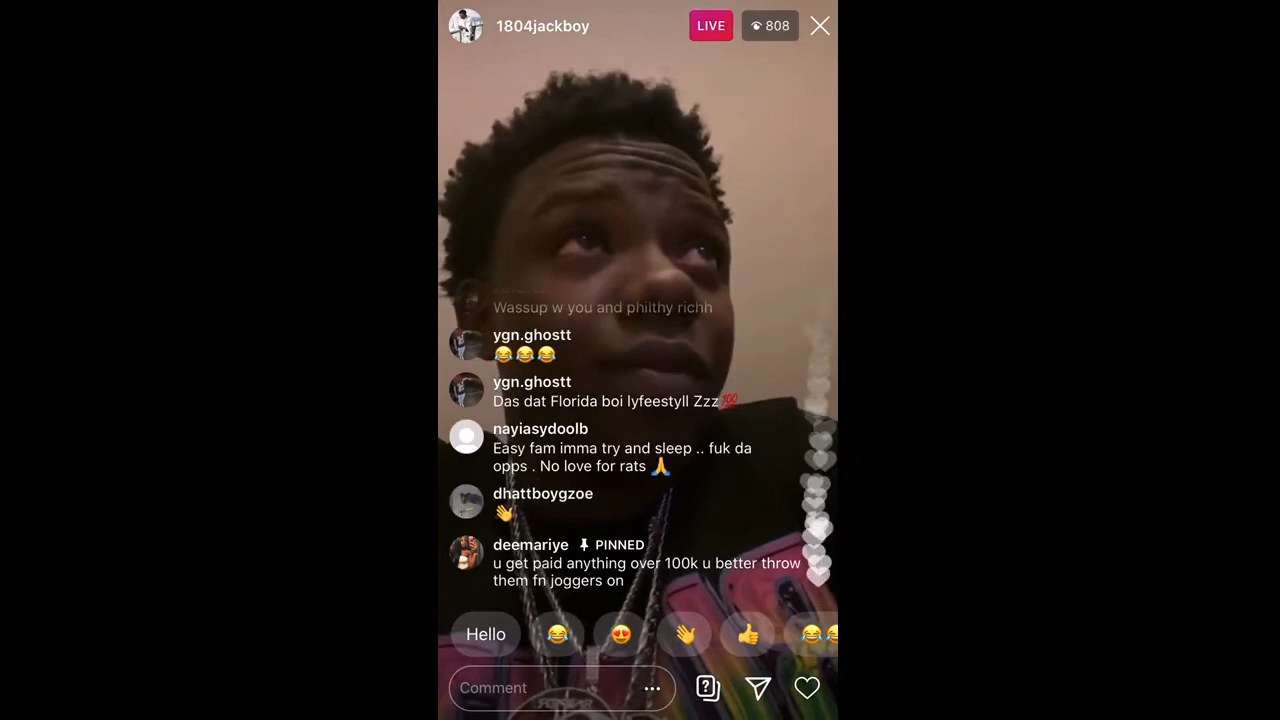 1804jackboy
LIVE
808
Wassup w you and philthy richh
ygn.ghostt
😂😂😂
ygn.ghostt
Das dat Florida boi lyfeestyll Zzz💯
nayiasydoolb
Easy fam imma try and sleep .. fuk da
opps . No love for rats 🙏
dhattboygzoe
👋
deemariye PINNED
u get paid anything over 100k u better throw
them fn joggers on
Hello 😂 😍 👋 👍 😂😂
Comment